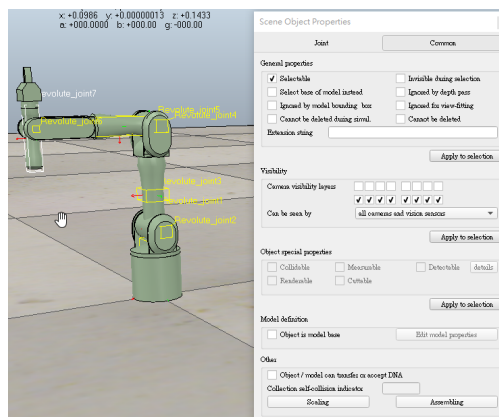 x: +0.0986 y: +0.00000013 z: +0.1433
a: +000.0000 b: +000.00 g: -000.00
Revolute_joint7
Revolute_joint5
Revolute_joint4
Revolute_joint3
Revolute_joint2
Scene Object Properties
Joint
Common
General properties
Selectable
Invisible during selection
Select base of model instead
Ignored by depth pass
Ignored by model bounding box
Ignored for view-fitting
Cannot be deleted during simul.
Cannot be deleted
Extension string
Apply to selection
Visibility
Camera visibility layers
Can be seen by
all cameras and vision sensors
Apply to selection
Object special properties
Collidable
Measurable
Detectable
details
Renderable
Cuttable
Apply to selection
Model definition
Object is model base
Edit model properties
Other
Object / model can transfer or accept DNA
Collection self-collision indicator
Scaling
Assembling